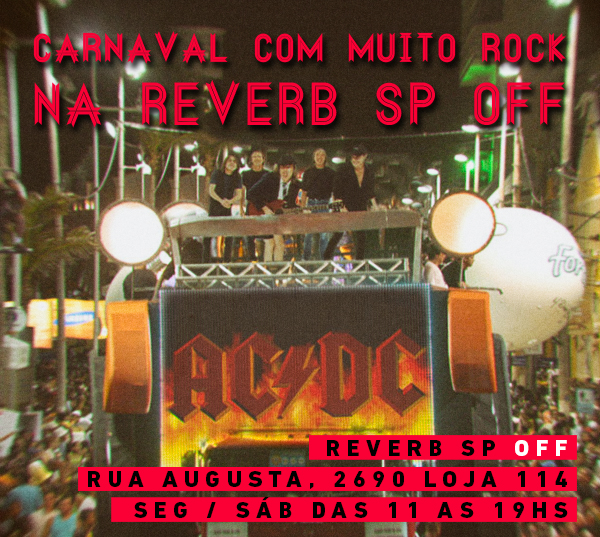 CARNAVAL COM MUITO ROCK
NA REVERB SP OFF
For
AC⚡DC
REVERB SP OFF
RUA AUGUSTA, 2690 LOJA 114
SEG / SÁB DAS 11 AS 19HS